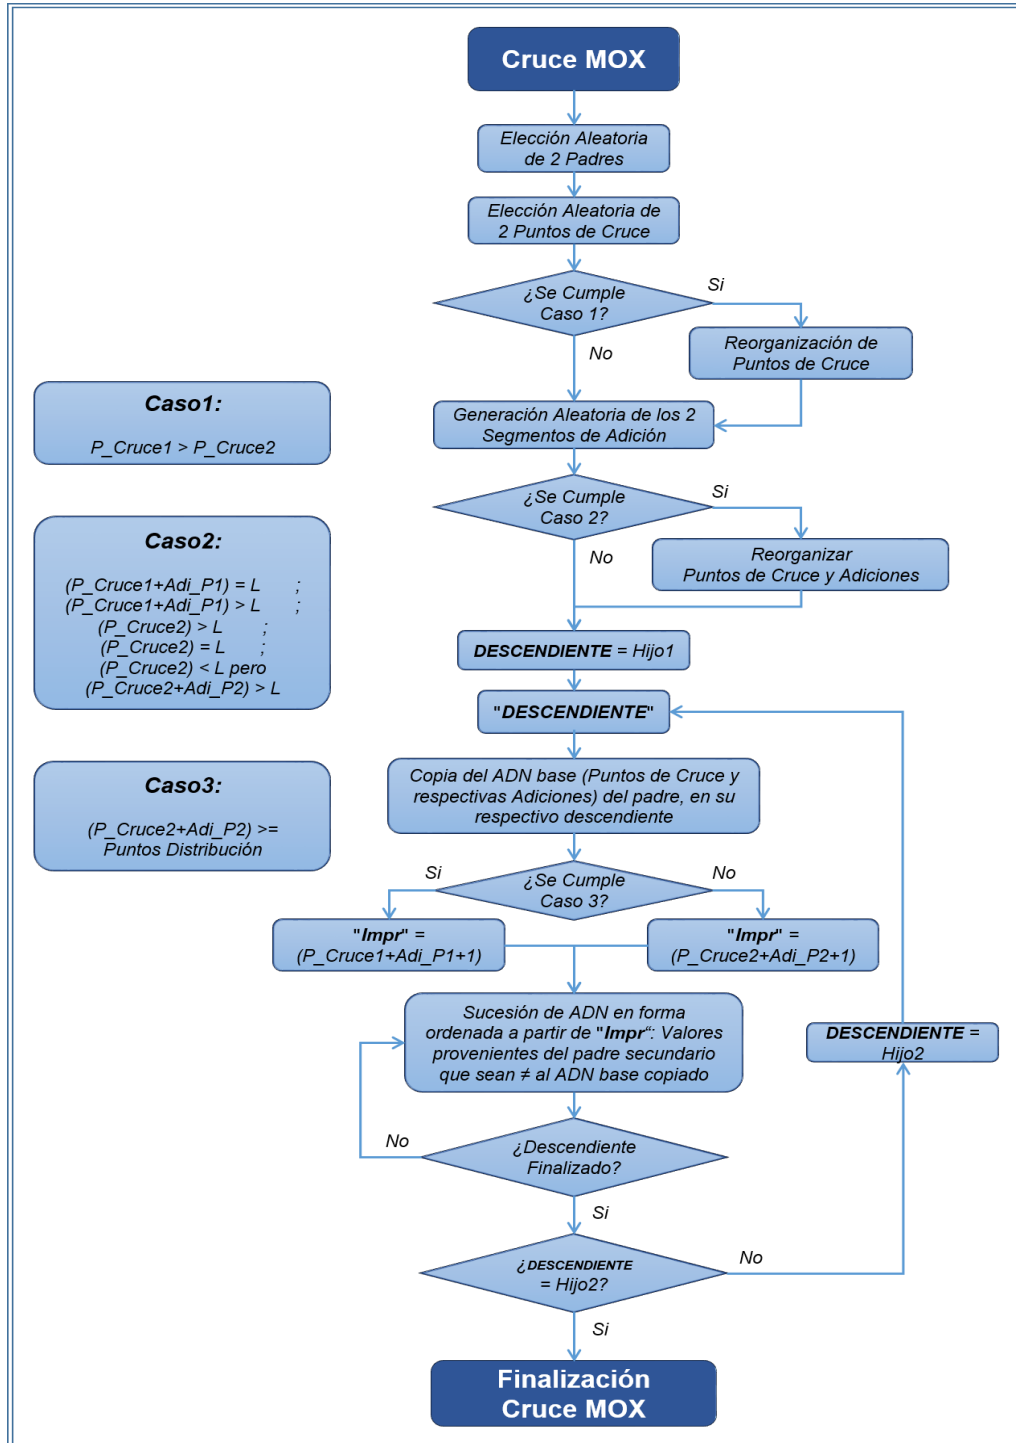 Cruce MOX
Elección Aleatoria
de 2 Padres
Elección Aleatoria de
2 Puntos de Cruce
¿Se Cumple
Caso 1?
Si
No
Reorganización de
Puntos de Cruce
Generación Aleatoria de los 2
Segmentos de Adición
¿Se Cumple
Caso 2?
Si
No
Reorganizar
Puntos de Cruce y Adiciones
Caso1:
P_Cruce1 > P_Cruce2
Caso2:
(P_Cruce1+Adi_P1) = L ;
(P_Cruce1+Adi_P1) > L ;
(P_Cruce2) > L ;
(P_Cruce2) = L ;
(P_Cruce2) < L pero
(P_Cruce2+Adi_P2) > L
Caso3:
(P_Cruce2+Adi_P2) >=
Puntos Distribución
DESCENDIENTE = Hijo1
"DESCENDIENTE"
Copia del ADN base (Puntos de Cruce y
respectivas Adiciones) del padre, en su
respectivo descendiente
¿Se Cumple
Caso 3?
Si
No
"Impr" =
(P_Cruce1+Adi_P1+1)
"Impr" =
(P_Cruce2+Adi_P2+1)
Sucesión de ADN en forma
ordenada a partir de "Impr“: Valores
provenientes del padre secundario
que sean ≠ al ADN base copiado
DESCENDIENTE =
Hijo2
¿Descendiente
Finalizado?
No
Si
¿DESCENDIENTE
= Hijo2?
No
Si
Finalización
Cruce MOX